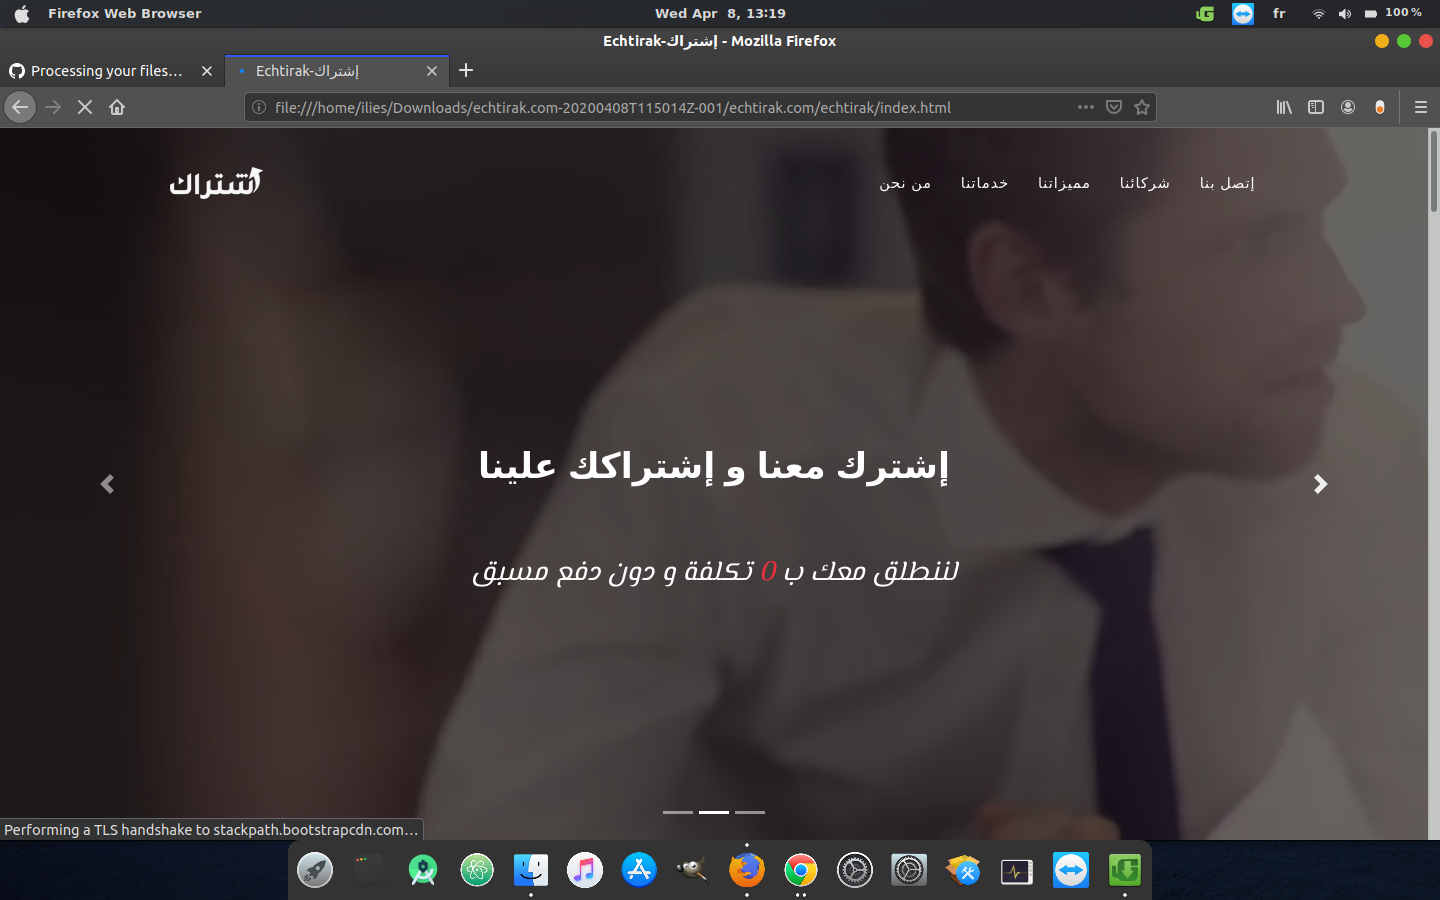 Firefox Web Browser
Wed Apr 8, 13:19
fr
100 %
Echtirak-إشتراك - Mozilla Firefox
Processing your files...
Echtirak-إشتراك
file:///home/ilies/Downloads/echtirak.com-20200408T115014Z-001/echtirak.com/echtirak/index.html
إشتراك
إتصل بنا
شركائنا
مميزاتنا
خدماتنا
من نحن
إشترك معنا و إشتراكك علينا
لننطلق معك ب 0 تكلفة و دون دفع مسبق
Performing a TLS handshake to stackpath.bootstrapcdn.com...